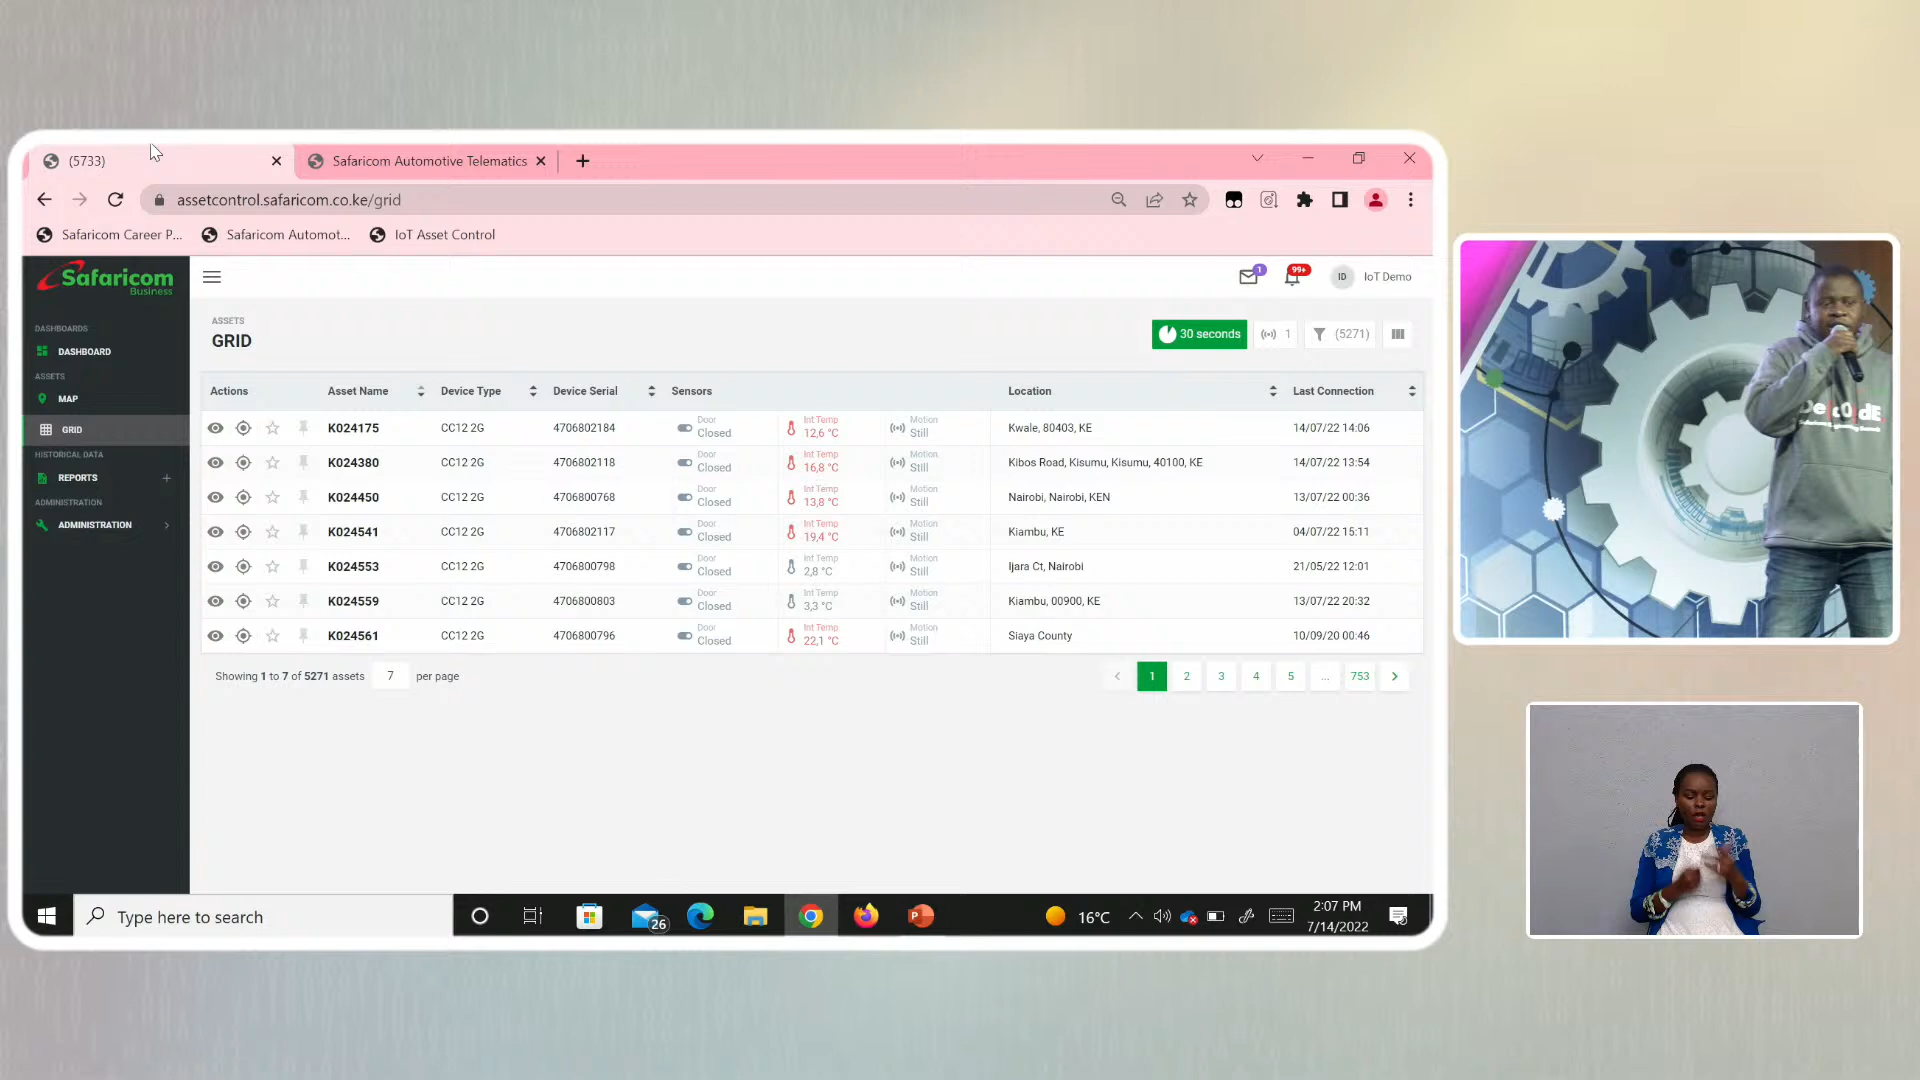 (5733)
Safaricom Automotive Telematics
assetcontrol.safaricom.co.ke/grid
Safaricom Career P...
Safaricom Automot...
IoT Asset Control
Safaricom
Business
1
99+
ID
IoT Demo
DASHBOARDS
DASHBOARD
ASSETS
MAP
GRID
HISTORICAL DATA
REPORTS
ADMINISTRATION
ADMINISTRATION
ASSETS
GRID
30 seconds
1
(5271)
Actions Asset Name Device Type Device Serial Sensors Location Last Connection
K024175 CC12 2G 4706802184 Door Closed Int Temp 12,6 °C Motion Still Kwale, 80403, KE 14/07/22 14:06
K024380 CC12 2G 4706802118 Door Closed Int Temp 16,8 °C Motion Still Kibos Road, Kisumu, Kisumu, 40100, KE 14/07/22 13:54
K024450 CC12 2G 4706800768 Door Closed Int Temp 13,8 °C Motion Still Nairobi, Nairobi, KEN 13/07/22 00:36
K024541 CC12 2G 4706802117 Door Closed Int Temp 19,4 °C Motion Still Kiambu, KE 04/07/22 15:11
K024553 CC12 2G 4706800798 Door Closed Int Temp 2,8 °C Motion Still Ijara Ct, Nairobi 21/05/22 12:01
K024559 CC12 2G 4706800803 Door Closed Int Temp 3,3 °C Motion Still Kiambu, 00900, KE 13/07/22 20:32
K024561 CC12 2G 4706800796 Door Closed Int Temp 22,1 °C Motion Still Siaya County 10/09/20 00:46
Showing 1 to 7 of 5271 assets 7 per page
1 2 3 4 5 ... 753
Type here to search
26
16°C
2:07 PM
7/14/2022